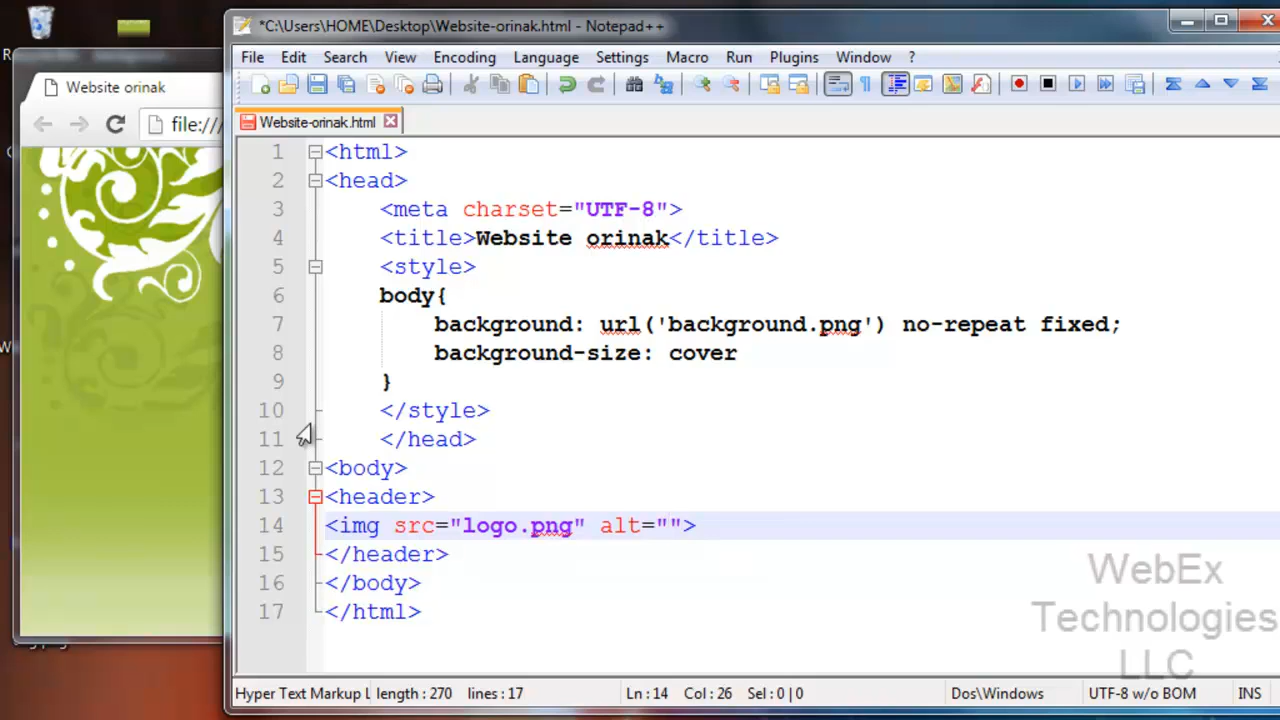 *C:\Users\HOME\Desktop\Website-orinak.html - Notepad++
File Edit Search View Encoding Language Settings Macro Run Plugins Window ?
Website orinak
file:///
Website-orinak.html
1 <html>
2 <head>
3 <meta charset="UTF-8">
4 <title>Website orinak</title>
5 <style>
6 body{
7 background: url('background.png') no-repeat fixed;
8 background-size: cover
9 }
10 </style>
11 </head>
12 <body>
13 <header>
14 <img src="logo.png" alt="">
15 </header>
16 </body>
17 </html>
WebEx
Technologies
LLC
Hyper Text Markup L length : 270 lines : 17 Ln : 14 Col : 26 Sel : 0 | 0 Dos\Windows UTF-8 w/o BOM INS